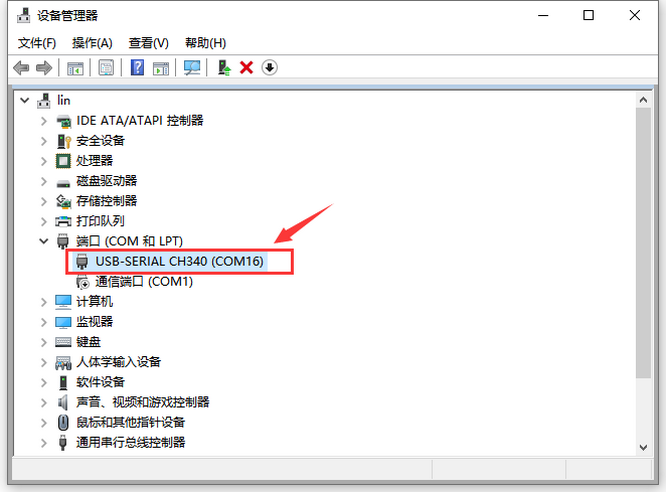 设备管理器
文件(F) 操作(A) 查看(V) 帮助(H)
lin
IDE ATA/ATAPI 控制器
安全设备
处理器
磁盘驱动器
存储控制器
打印队列
端口 (COM 和 LPT)
USB-SERIAL CH340 (COM16)
通信端口 (COM1)
计算机
监视器
键盘
人体学输入设备
软件设备
声音、视频和游戏控制器
鼠标和其他指针设备
通用串行总线控制器